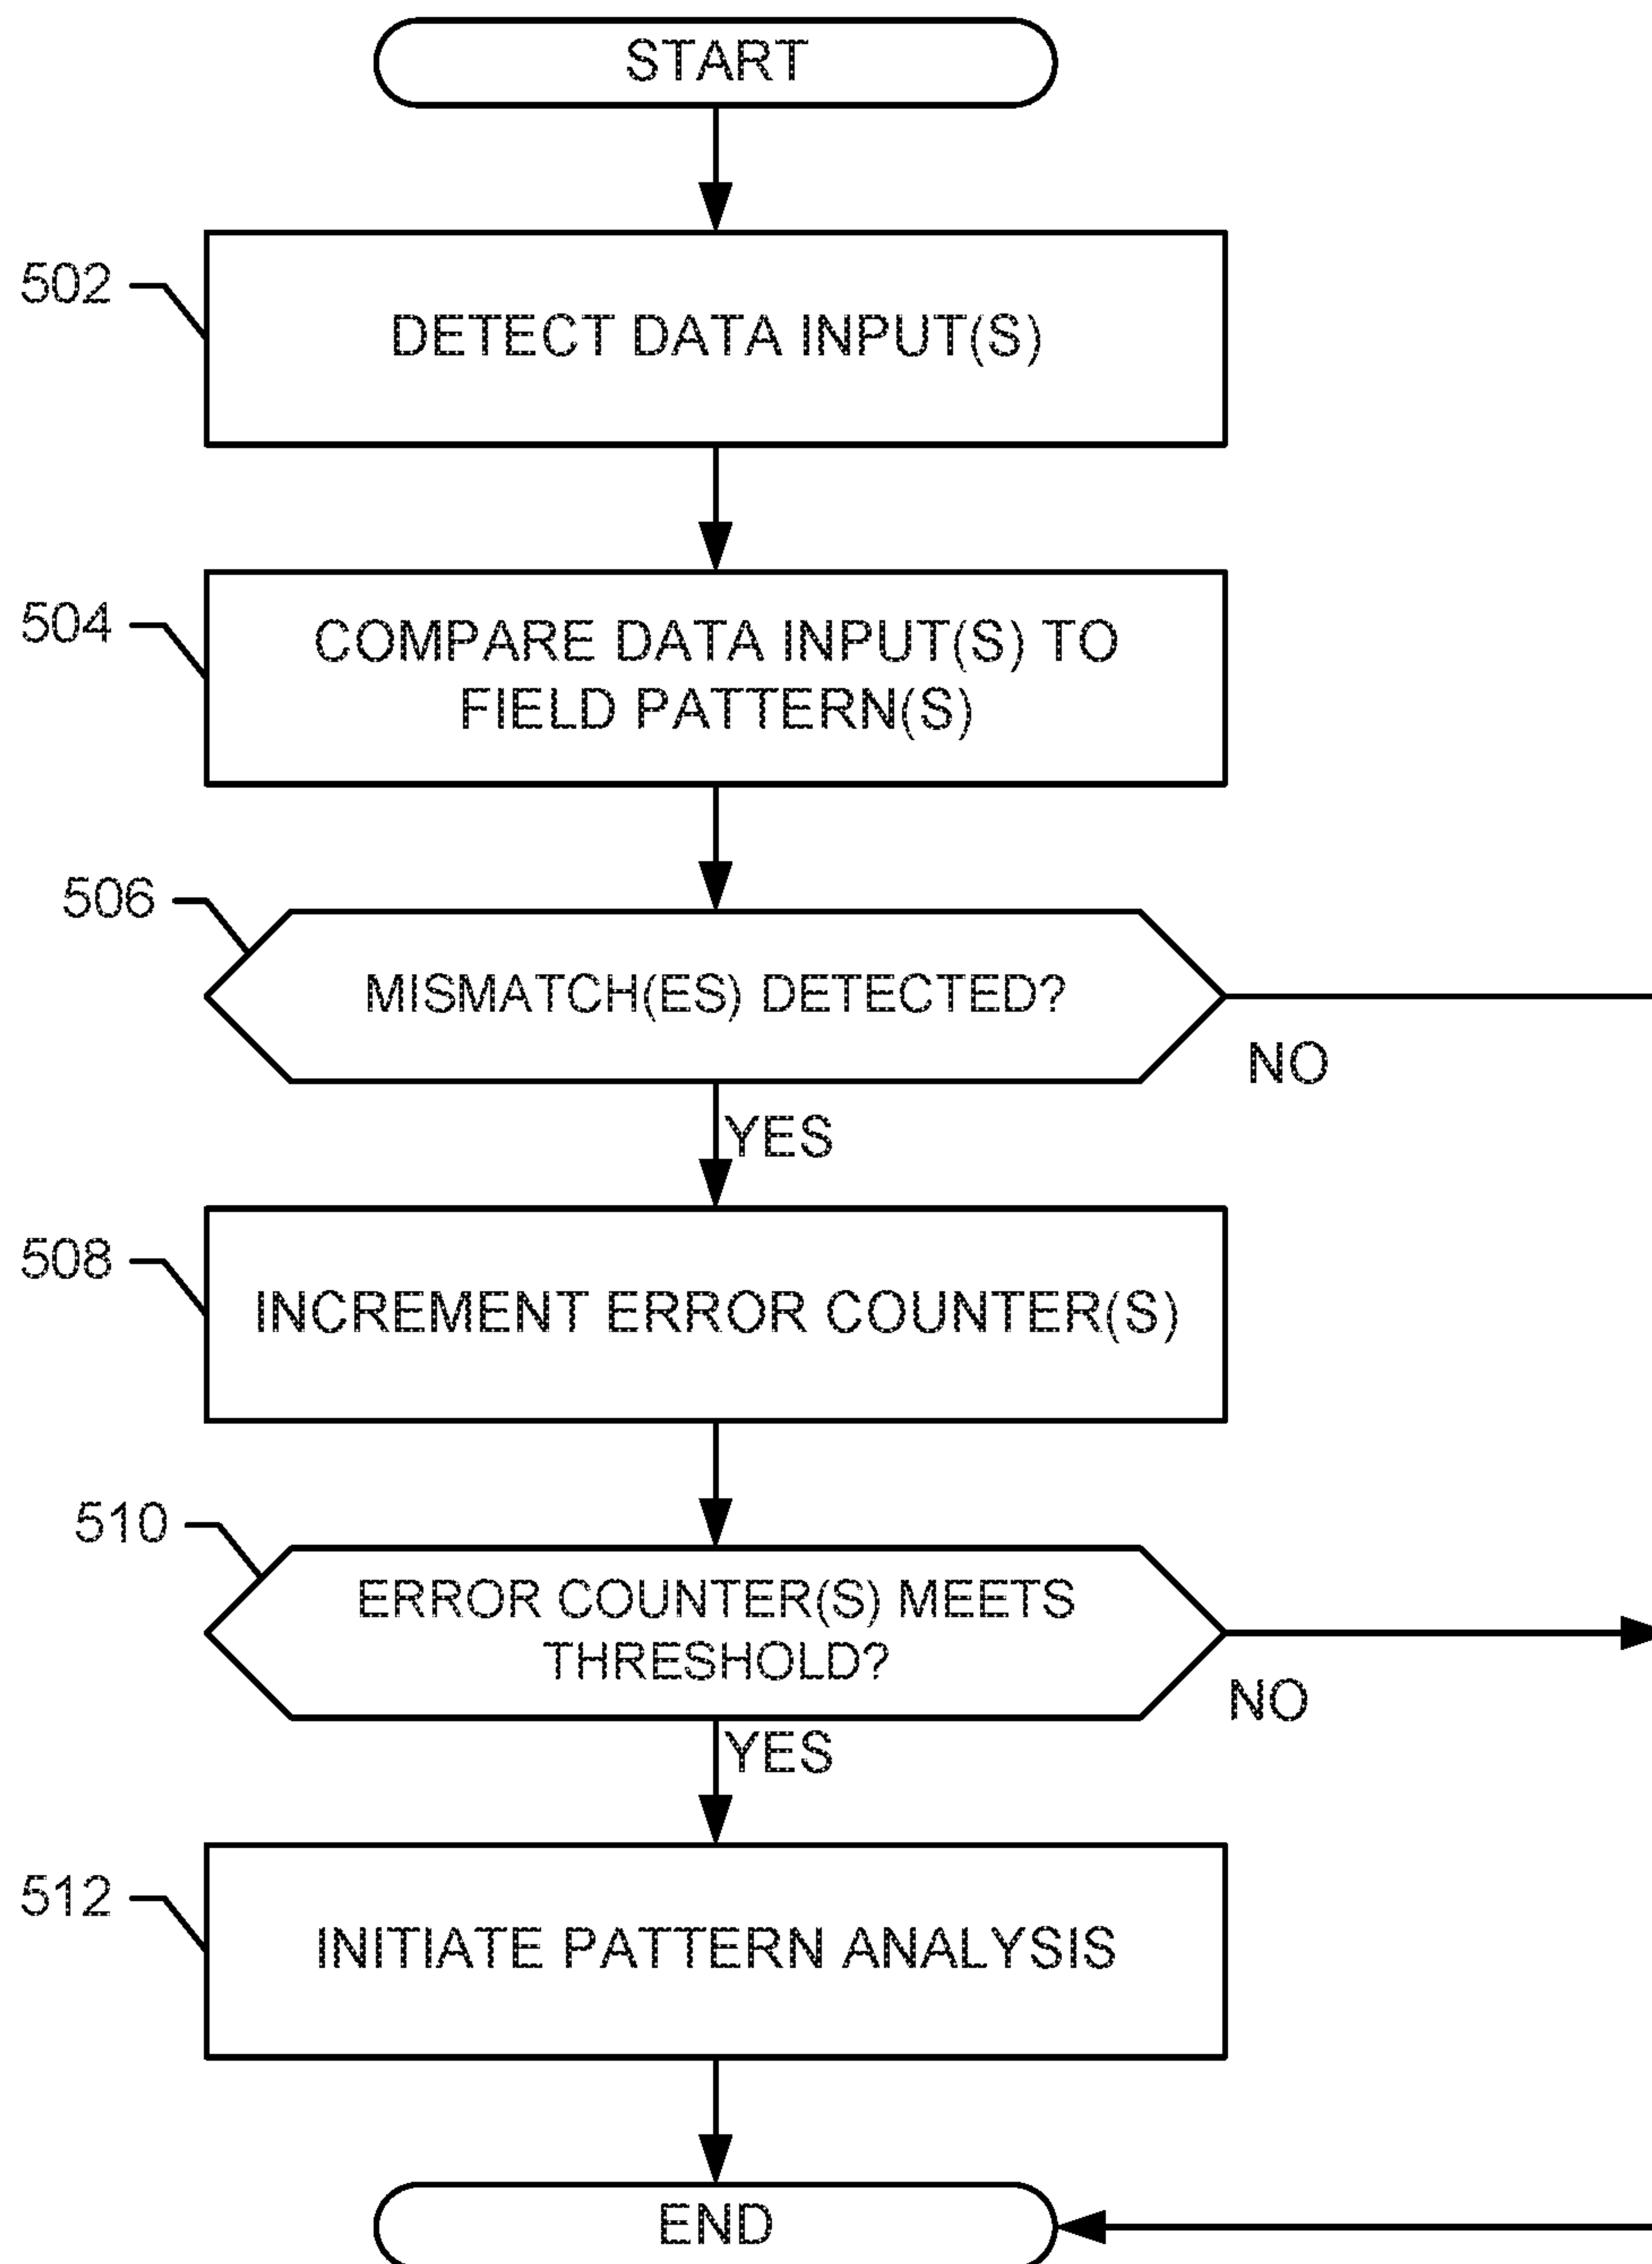 START
502
DETECT DATA INPUT(S)
504
COMPARE DATA INPUT(S) TO
FIELD PATTERN(S)
506
MISMATCH(ES) DETECTED?
NO
YES
508
INCREMENT ERROR COUNTER(S)
510
ERROR COUNTER(S) MEETS
THRESHOLD?
NO
YES
512
INITIATE PATTERN ANALYSIS
END